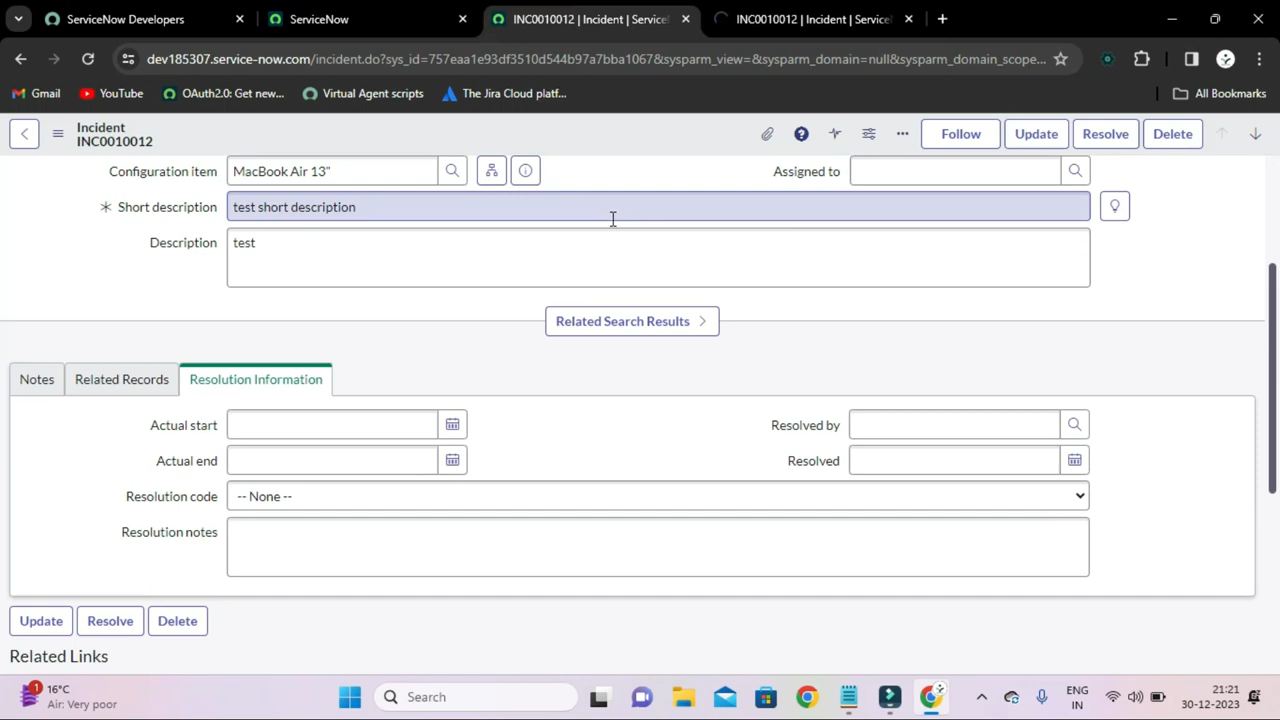 ServiceNow Developers
ServiceNow
INC0010012 | Incident | Service
INC0010012 | Incident | Service
dev185307.service-now.com/incident.do?sys_id=757eaa1e93df3510d544b97a7bba1067&sysparm_view=&sysparm_domain=null&sysparm_domain_scope...
Gmail
YouTube
OAuth2.0: Get new...
Virtual Agent scripts
The Jira Cloud platf...
All Bookmarks
Incident
INC0010012
Follow
Update
Resolve
Delete
Configuration item
MacBook Air 13"
Assigned to
Short description
test short description
Description
test
Related Search Results
Notes
Related Records
Resolution Information
Actual start
Resolved by
Actual end
Resolved
Resolution code
-- None --
Resolution notes
Update
Resolve
Delete
Related Links
1
16°C
Air: Very poor
Search
ENG
IN
21:21
30-12-2023